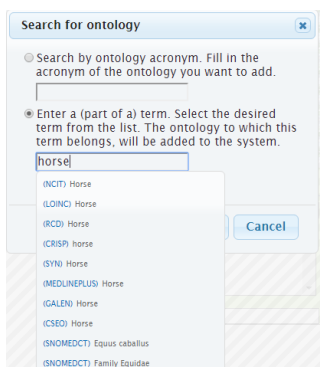 Search for ontology
Search by ontology acronym. Fill in the
acronym of the ontology you want to add.
Enter a (part of a) term. Select the desired
term from the list. The ontology to which this
term belongs, will be added to the system.
horse
(NCIT) Horse
(LOINC) Horse
(RCD) Horse
(CRISP) horse
(SYN) Horse
(MEDLINEPLUS) Horse
(GALEN) Horse
(CSEO) Horse
(SNOMEDCT) Equus caballus
(SNOMEDCT) Family Equidae
Cancel